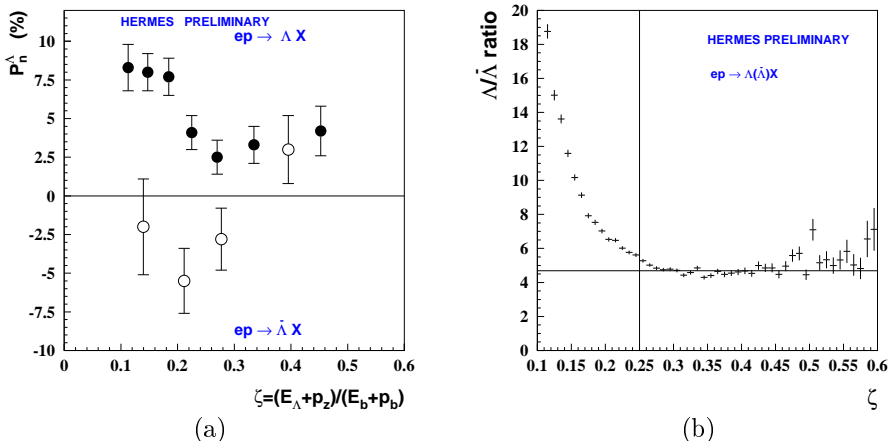 HERMES PRELIMINARY
ep → Λ X
P_n^Λ (%)
10
7.5
5
2.5
0
-2.5
-5
-7.5
-10
ep → Λ̄ X
0 0.1 0.2 0.3 0.4 0.5 0.6
ζ=(E_Λ+p_z)/(E_b+p_b)
(a)
Λ/Λ̄ ratio
20
18
16
14
12
10
8
6
4
2
0
HERMES PRELIMINARY
ep → Λ(Λ̄)X
0.1 0.15 0.2 0.25 0.3 0.35 0.4 0.45 0.5 0.55 0.6
ζ
(b)